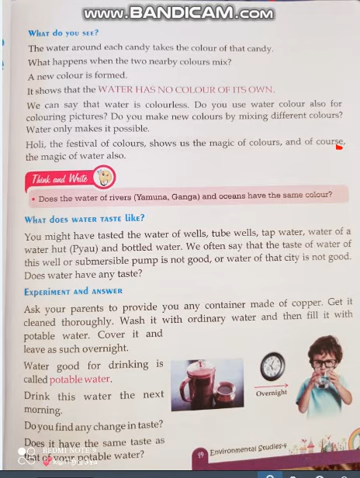 WWW.BANDICAM.COM
WHAT DO YOU SEE?
The water around each candy takes the colour of that candy.
What happens when the two nearby colours mix?
A new colour is formed.
It shows that the WATER HAS NO COLOUR OF ITS OWN.
We can say that water is colourless. Do you use water colour also for
colouring pictures? Do you make new colours by mixing different colours?
Water only makes it possible.
Holi, the festival of colours, shows us the magic of colours, and of course,
the magic of water also.
Think and Write
• Does the water of rivers (Yamuna, Ganga) and oceans have the same colour?
WHAT DOES WATER TASTE LIKE?
You might have tasted the water of wells, tube wells, tap water, water of a
water hut (Pyau) and bottled water. We often say that the taste of water of
this well or submersible pump is not good, or water of that city is not good.
Does water have any taste?
EXPERIMENT AND ANSWER
Ask your parents to provide you any container made of copper. Get it
cleaned thoroughly. Wash it with ordinary water and then fill it with
potable water. Cover it and
leave as such overnight.
Water good for drinking is
called potable water.
Drink this water the next
morning.
Do you find any change in taste?
Does it have the same taste as
that of your potable water?
Overnight
Environmental Studies-4
REDMI NOTE 9